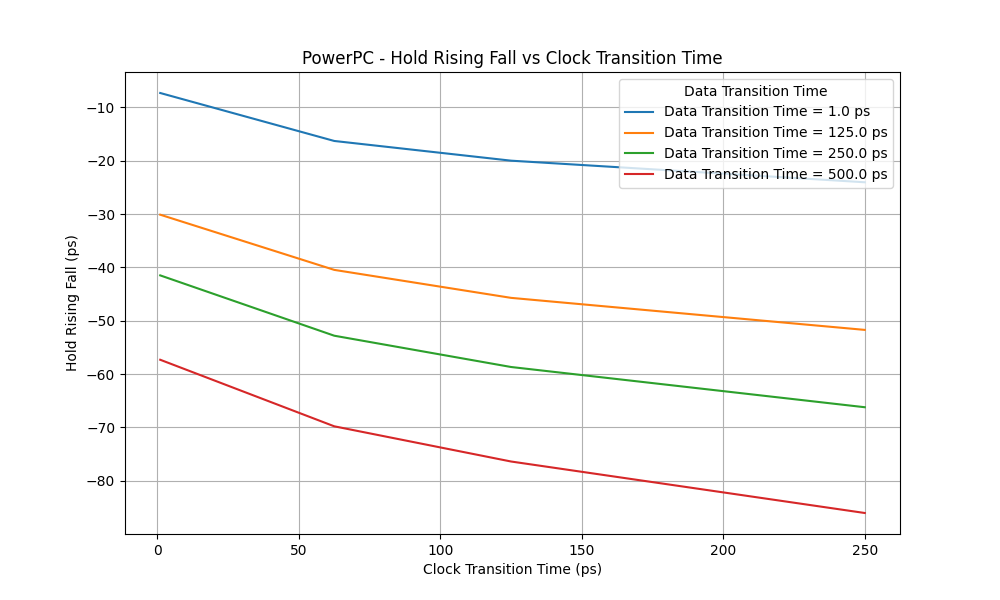 PowerPC - Hold Rising Fall vs Clock Transition Time
Data Transition Time
Data Transition Time = 1.0 ps
Data Transition Time = 125.0 ps
Data Transition Time = 250.0 ps
Data Transition Time = 500.0 ps
Hold Rising Fall (ps)
−10
−20
−30
−40
−50
−60
−70
−80
0 50 100 150 200 250
Clock Transition Time (ps)